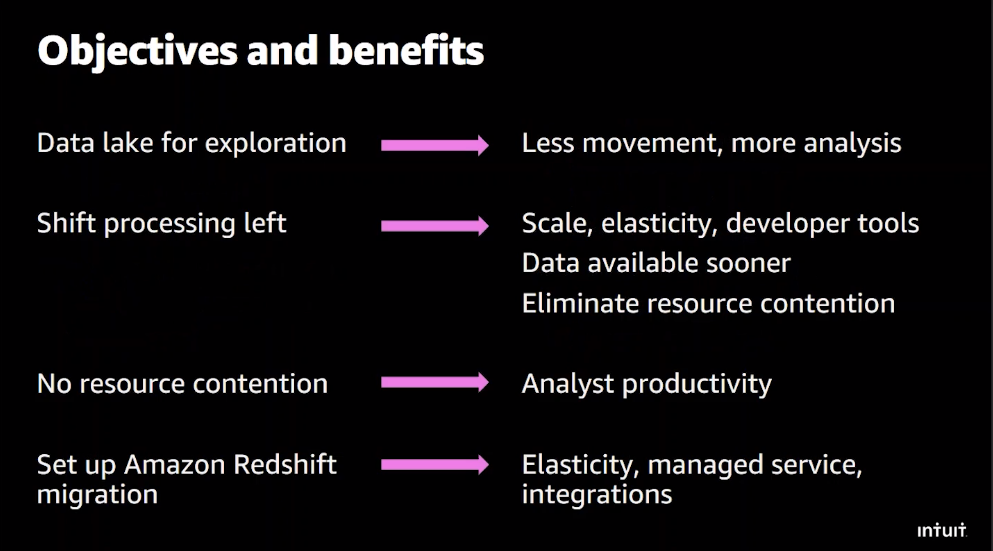 Objectives and benefits
Data lake for exploration
Less movement, more analysis
Shift processing left
Scale, elasticity, developer tools
Data available sooner
Eliminate resource contention
No resource contention
Analyst productivity
Set up Amazon Redshift
migration
Elasticity, managed service,
integrations
INTUIT